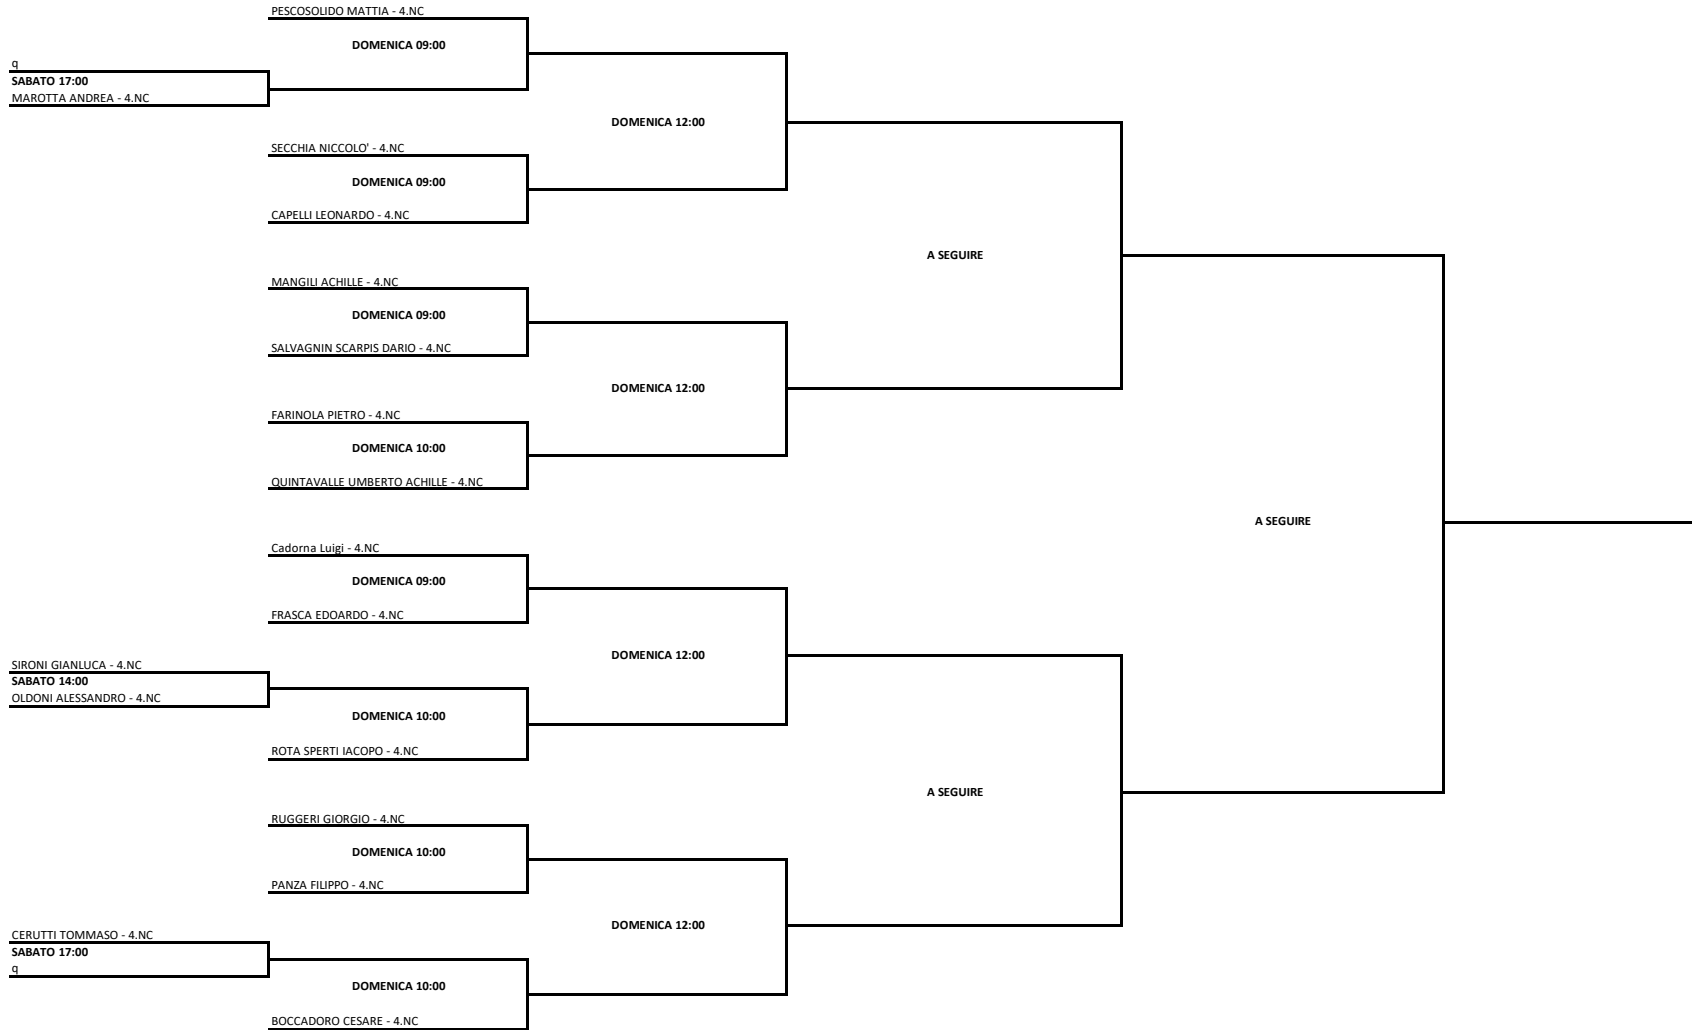 PESCOSOLIDO MATTIA - 4.NC
DOMENICA 09:00
q
SABATO 17:00
MAROTTA ANDREA - 4.NC
DOMENICA 12:00
SECCHIA NICCOLO' - 4.NC
DOMENICA 09:00
CAPELLI LEONARDO - 4.NC
A SEGUIRE
MANGILI ACHILLE - 4.NC
DOMENICA 09:00
SALVAGNIN SCARPIS DARIO - 4.NC
DOMENICA 12:00
FARINOLA PIETRO - 4.NC
DOMENICA 10:00
QUINTAVALLE UMBERTO ACHILLE - 4.NC
A SEGUIRE
Cadorna Luigi - 4.NC
DOMENICA 09:00
FRASCA EDOARDO - 4.NC
DOMENICA 12:00
SIRONI GIANLUCA - 4.NC
SABATO 14:00
OLDONI ALESSANDRO - 4.NC
DOMENICA 10:00
ROTA SPERTI IACOPO - 4.NC
A SEGUIRE
RUGGERI GIORGIO - 4.NC
DOMENICA 10:00
PANZA FILIPPO - 4.NC
DOMENICA 12:00
CERUTTI TOMMASO - 4.NC
SABATO 17:00
q
DOMENICA 10:00
BOCCADORO CESARE - 4.NC